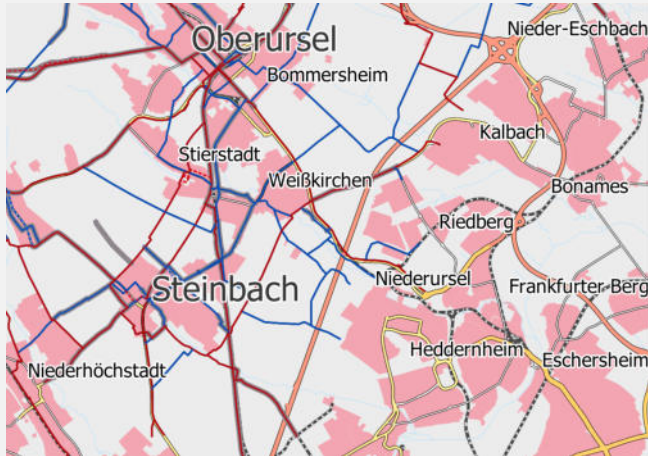 Oberursel
Nieder-Eschbach
Bommersheim
Kalbach
Stierstadt
Weißkirchen
Bonames
Riedberg
Steinbach
Niederursel
Frankfurter Berg
Heddernheim
Eschersheim
Niederhöchstadt